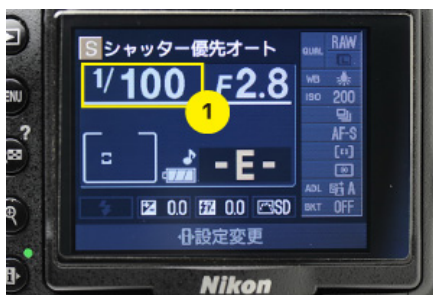 S シャッター優先オート
1/100 F2.8
1
-E-
0.0 0.0 SD
設定変更
QUAL RAW
WB
ISO 200
AF-S
ADL A
BKT OFF
ENU
?
Nikon